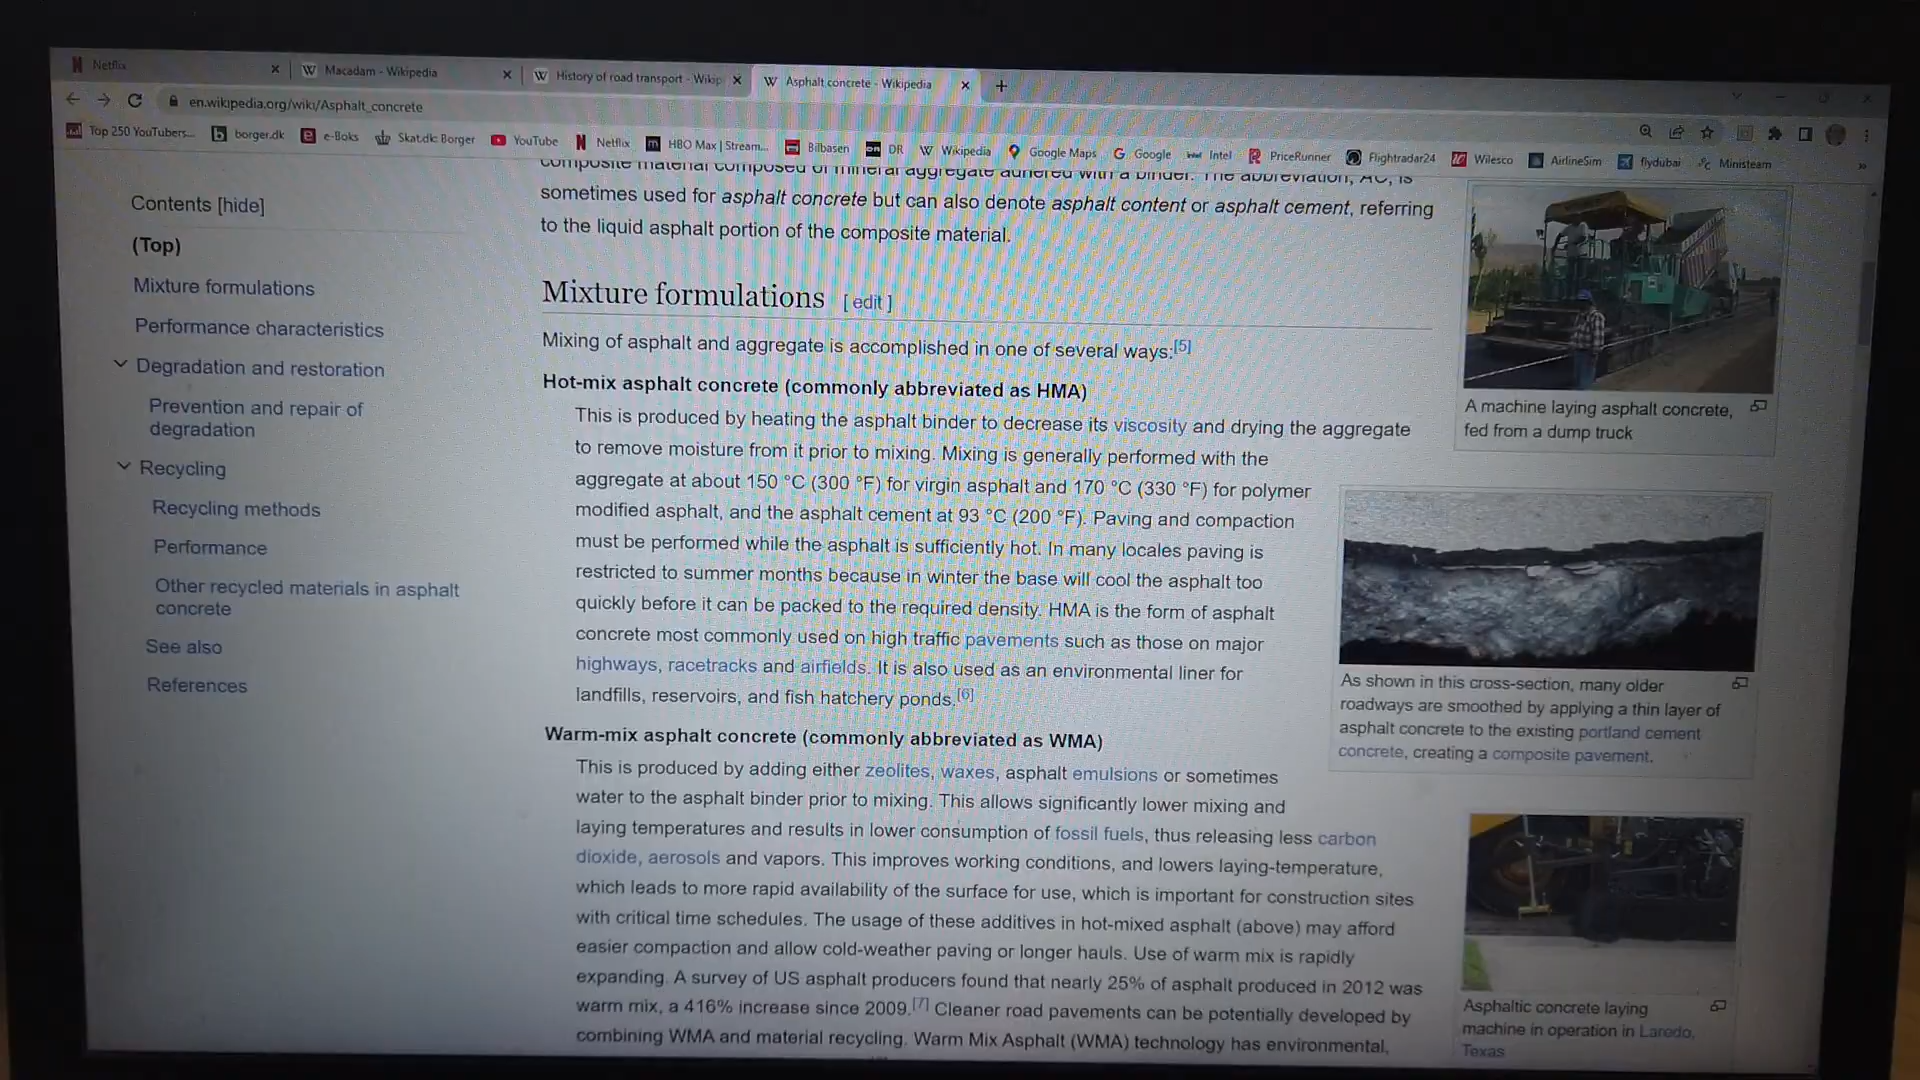 Netflix
Macadam - Wikipedia
History of road transport - Wikip
Asphalt concrete - Wikipedia
en.wikipedia.org/wiki/Asphalt_concrete
Top 250 YouTubers...
borger.dk
e-Boks
Skat.dk: Borger
YouTube
Netflix
HBO Max | Stream...
Bilbasen
DR
Wikipedia
Google Maps
Google
Intel
PriceRunner
Flightradar24
Wilesco
AirlineSim
flydubai
Ministeam
Contents [hide]
(Top)
Mixture formulations
Performance characteristics
Degradation and restoration
Prevention and repair of
degradation
Recycling
Recycling methods
Performance
Other recycled materials in asphalt
concrete
See also
References
composite material composed of mineral aggregate adhered with a binder. The abbreviation, AC, is
sometimes used for asphalt concrete but can also denote asphalt content or asphalt cement, referring
to the liquid asphalt portion of the composite material.
Mixture formulations [ edit ]
Mixing of asphalt and aggregate is accomplished in one of several ways:[5]
Hot-mix asphalt concrete (commonly abbreviated as HMA)
This is produced by heating the asphalt binder to decrease its viscosity and drying the aggregate
to remove moisture from it prior to mixing. Mixing is generally performed with the
aggregate at about 150 °C (300 °F) for virgin asphalt and 170 °C (330 °F) for polymer
modified asphalt, and the asphalt cement at 93 °C (200 °F). Paving and compaction
must be performed while the asphalt is sufficiently hot. In many locales paving is
restricted to summer months because in winter the base will cool the asphalt too
quickly before it can be packed to the required density. HMA is the form of asphalt
concrete most commonly used on high traffic pavements such as those on major
highways, racetracks and airfields. It is also used as an environmental liner for
landfills, reservoirs, and fish hatchery ponds.[6]
Warm-mix asphalt concrete (commonly abbreviated as WMA)
This is produced by adding either zeolites, waxes, asphalt emulsions or sometimes
water to the asphalt binder prior to mixing. This allows significantly lower mixing and
laying temperatures and results in lower consumption of fossil fuels, thus releasing less carbon
dioxide, aerosols and vapors. This improves working conditions, and lowers laying-temperature,
which leads to more rapid availability of the surface for use, which is important for construction sites
with critical time schedules. The usage of these additives in hot-mixed asphalt (above) may afford
easier compaction and allow cold-weather paving or longer hauls. Use of warm mix is rapidly
expanding. A survey of US asphalt producers found that nearly 25% of asphalt produced in 2012 was
warm mix, a 416% increase since 2009.[7] Cleaner road pavements can be potentially developed by
combining WMA and material recycling. Warm Mix Asphalt (WMA) technology has environmental,
A machine laying asphalt concrete,
fed from a dump truck
As shown in this cross-section, many older
roadways are smoothed by applying a thin layer of
asphalt concrete to the existing portland cement
concrete, creating a composite pavement.
Asphaltic concrete laying
machine in operation in Laredo,
Texas